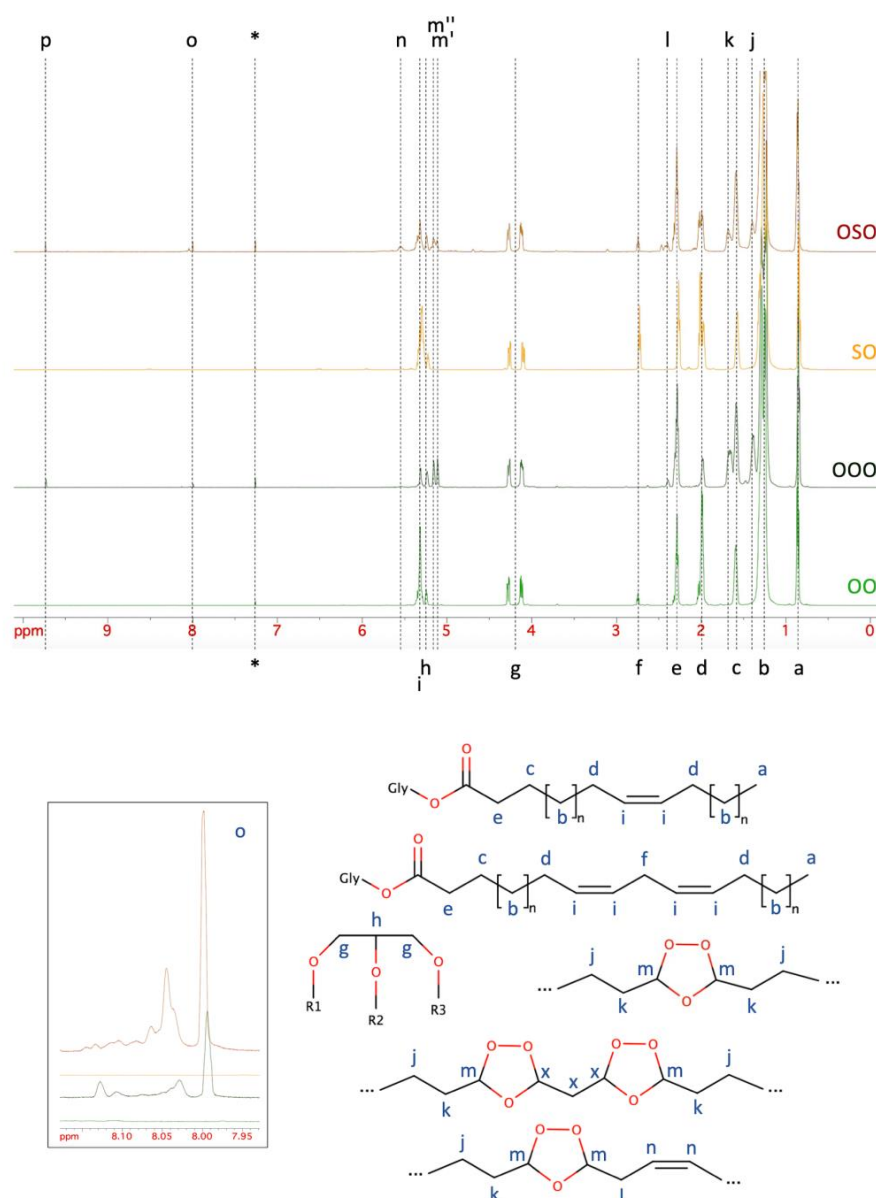 m''
p o * n m' l k j
OSO
SO
OOO
OO
ppm 9 8 7 6 5 4 3 2 1 0
* h g f e d c b a
i
o
ppm 8.10 8.05 8.00 7.95
O
Gly O c d d a
e [ b ]n i i [ b ]n
O
Gly O c d f d a
e [ b ]n i i i i [ b ]n
h
g g
O O O
R1 R2 R3
O O
j m m j
... k O k ...
O O O O
j m x x m j
... k O x O k ...
O O
j m m n n
... k O l ...